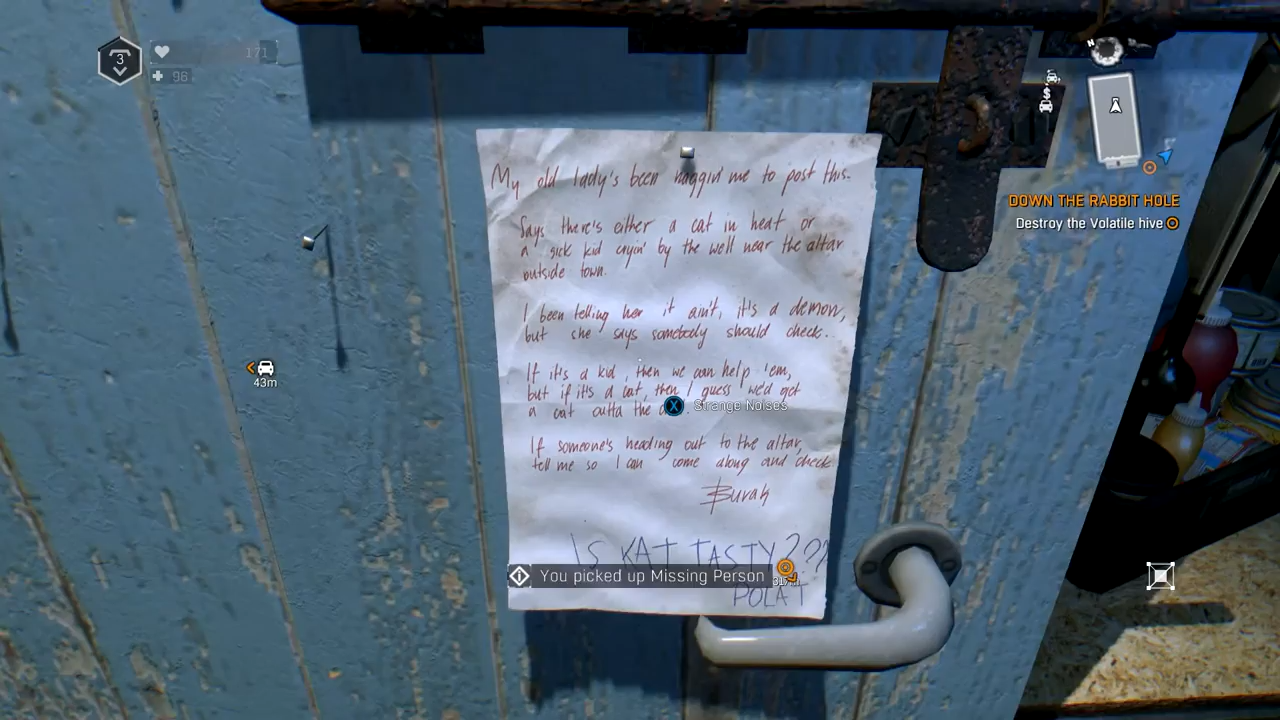 3
171
96
N
$
DOWN THE RABBIT HOLE
Destroy the Volatile hive
My old lady's been naggin' me to post this.
Says there's either a cat in heat or
a sick kid cryin' by the well near the altar
outside town.
I been telling her it ain't, it's a demon,
but she says somebody should check.
If it's a kid, then we can help 'em,
but if it's a cat, then I guess we'd get
a cat outta the
X Strange Noises
If someone's heading out to the altar,
tell me so I can come along and check
Burak
IS KAT TASTY???
You picked up Missing Person
POLAT
43m